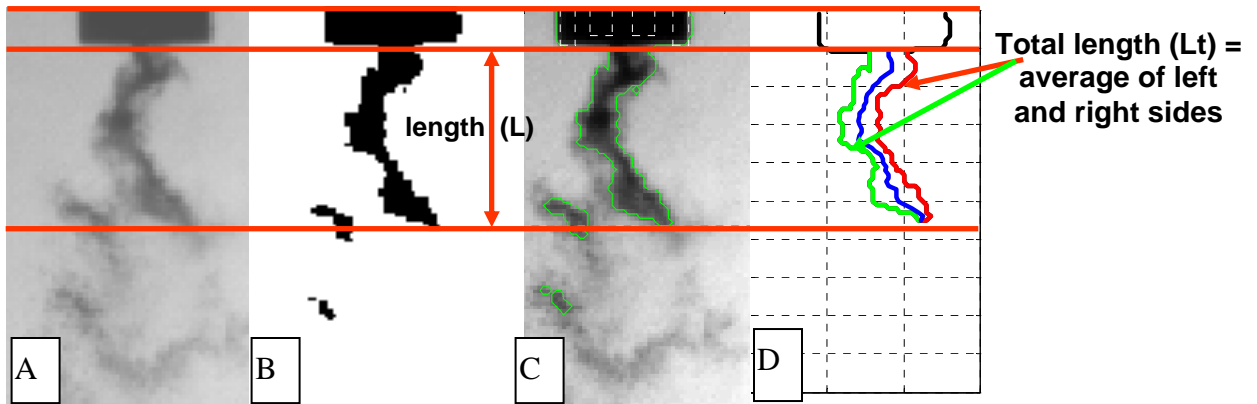 Total length (Lt) =
average of left
and right sides
length (L)
A
B
C
D